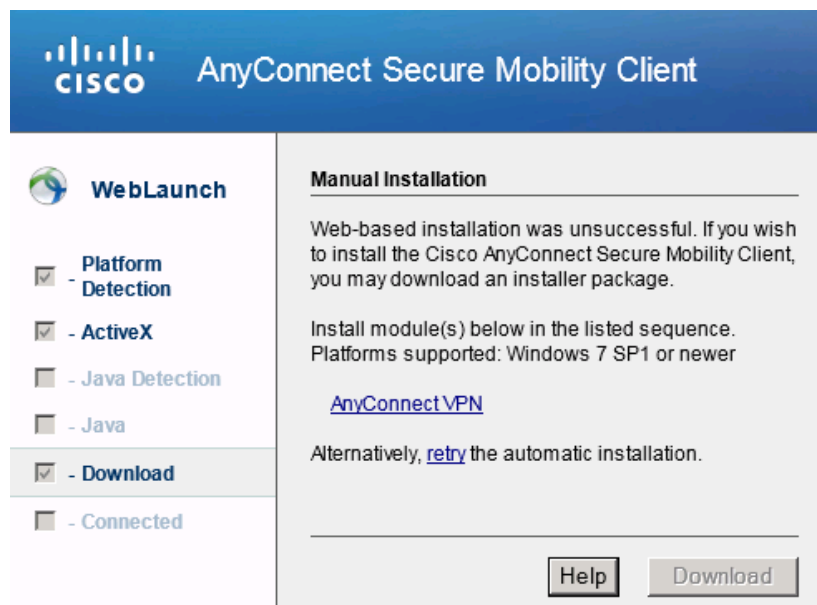 CISCO
AnyConnect Secure Mobility Client
WebLaunch
- Platform
Detection
- ActiveX
- Java Detection
- Java
- Download
- Connected
Manual Installation
Web-based installation was unsuccessful. If you wish
to install the Cisco AnyConnect Secure Mobility Client,
you may download an installer package.
Install module(s) below in the listed sequence.
Platforms supported: Windows 7 SP1 or newer
AnyConnect VPN
Alternatively, retry the automatic installation.
Help
Download